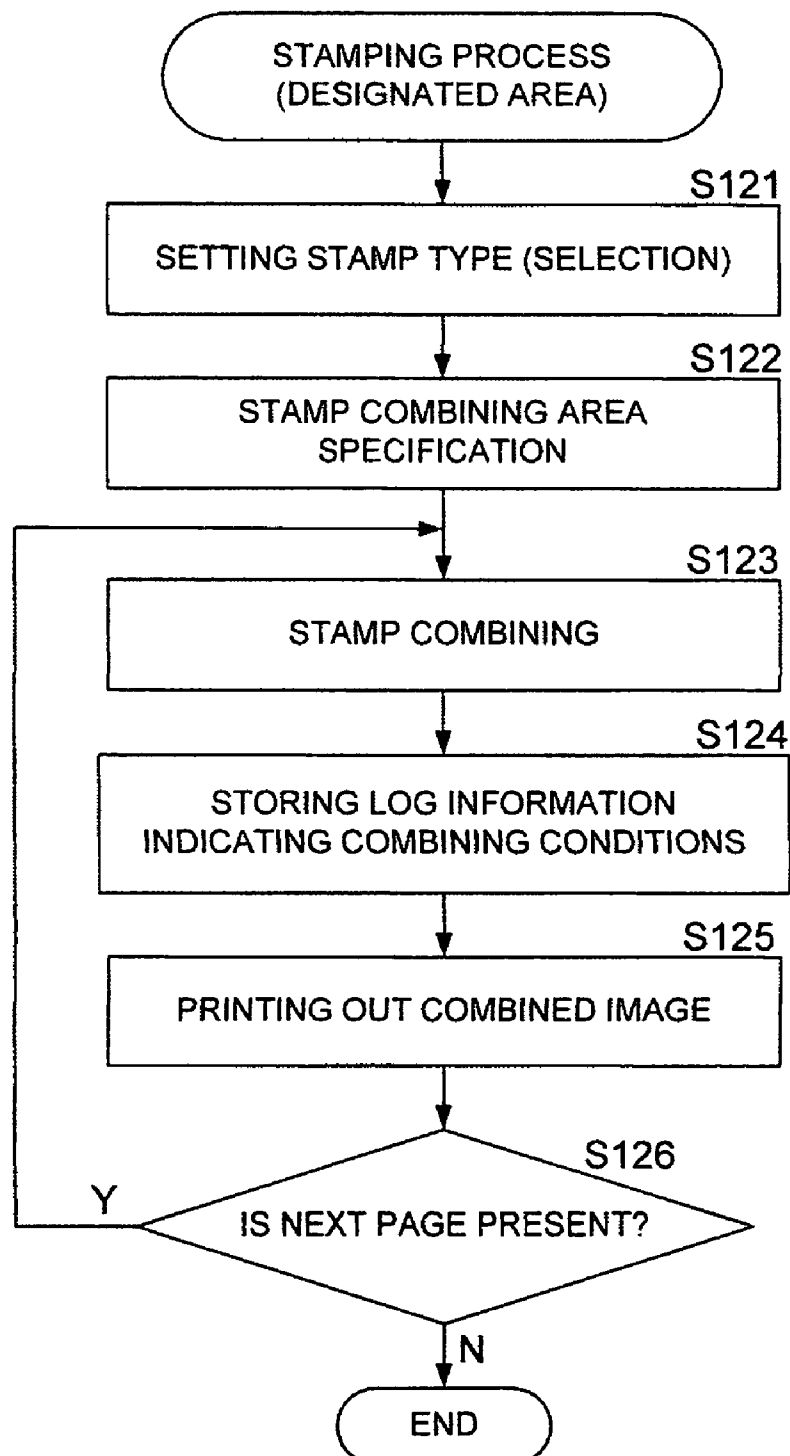 STAMPING PROCESS
(DESIGNATED AREA)
S121
SETTING STAMP TYPE (SELECTION)
S122
STAMP COMBINING AREA
SPECIFICATION
S123
STAMP COMBINING
S124
STORING LOG INFORMATION
INDICATING COMBINING CONDITIONS
S125
PRINTING OUT COMBINED IMAGE
S126
Y
IS NEXT PAGE PRESENT?
N
END